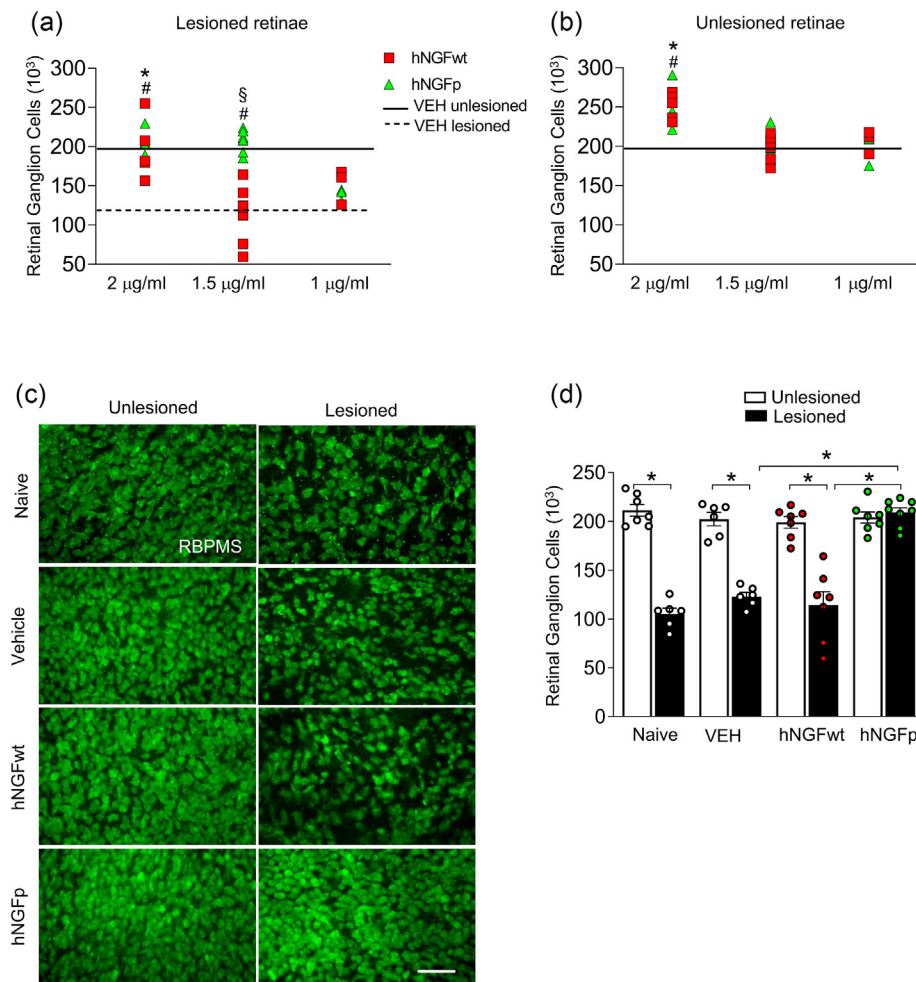 (a)
Lesioned retinae
Retinal Ganglion Cells (10³)
300
250
200
150
100
50
*
#
§
#
2 µg/ml
1.5 µg/ml
1 µg/ml
hNGFwt
hNGFp
VEH unlesioned
VEH lesioned
(b)
Unlesioned retinae
Retinal Ganglion Cells (10³)
300
250
200
150
100
50
*
#
2 µg/ml
1.5 µg/ml
1 µg/ml
(c)
Unlesioned
Lesioned
Naive
RBPMS
Vehicle
hNGFwt
hNGFp
(d)
Unlesioned
Lesioned
Retinal Ganglion Cells (10³)
250
200
150
100
50
0
*
*
*
*
*
Naive
VEH
hNGFwt
hNGFp